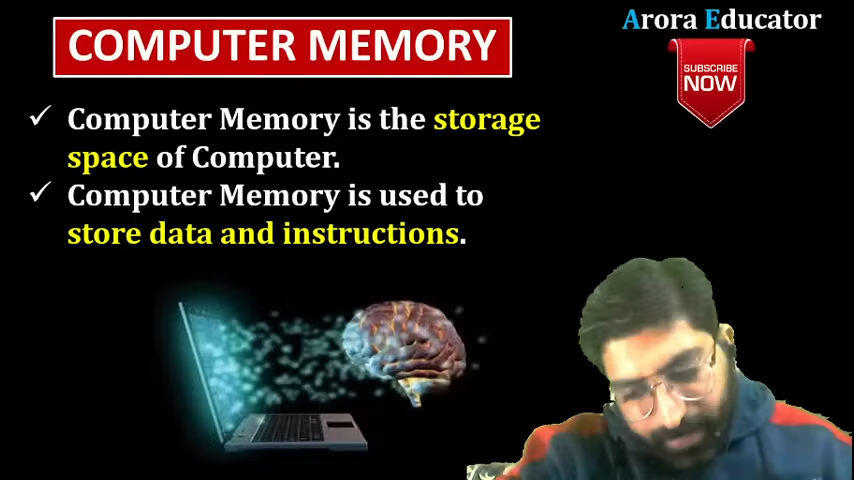 COMPUTER MEMORY
Arora Educator
SUBSCRIBE
NOW
✓ Computer Memory is the storage
space of Computer.
✓ Computer Memory is used to
store data and instructions.